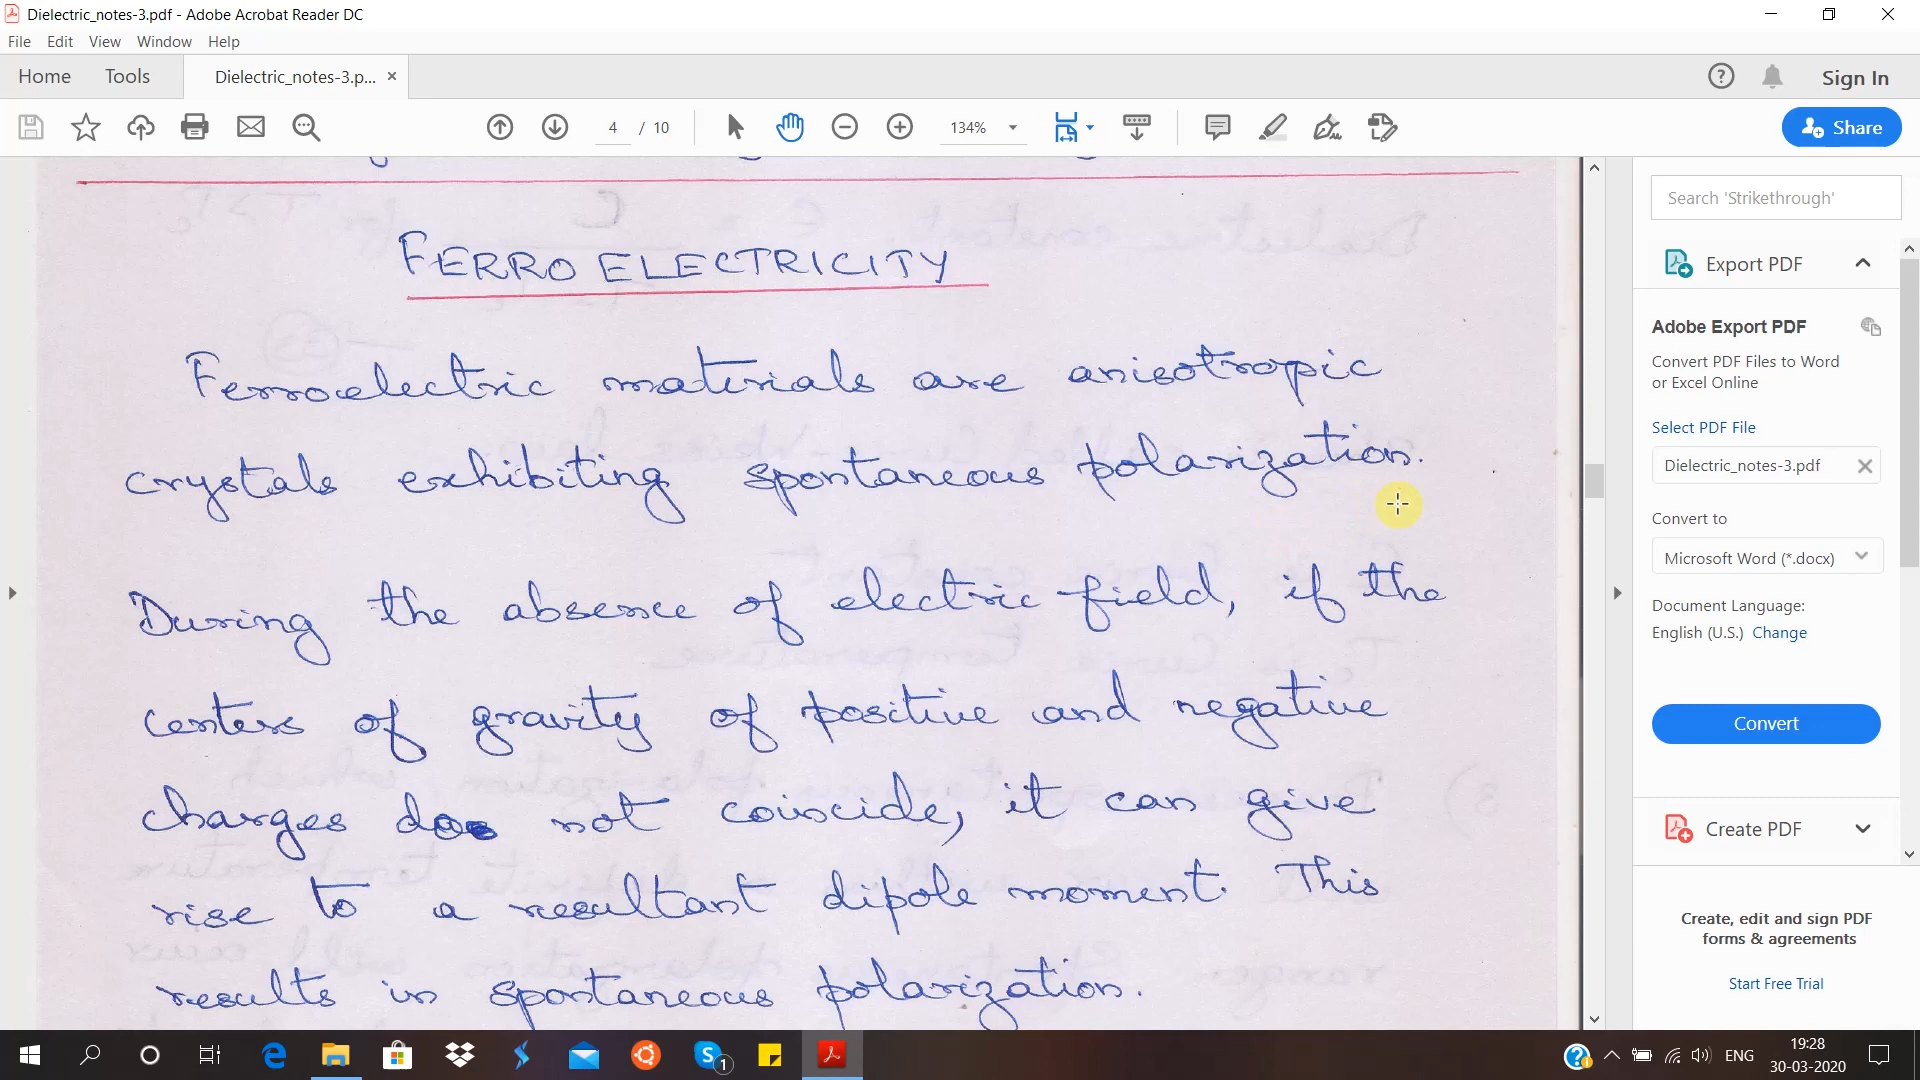 Dielectric_notes-3.pdf - Adobe Acrobat Reader DC
File Edit View Window Help
Home Tools Dielectric_notes-3.p... ×
Sign In
4 / 10 134% Share
FERRO ELECTRICITY
Ferroelectric materials are anisotropic
crystals exhibiting spontaneous polarization.
During the absence of electric field, if the
centers of gravity of positive and negative
charges do not coincide, it can give
rise to a resultant dipole moment. This
results in spontaneous polarization.
Search 'Strikethrough'
Export PDF
Adobe Export PDF
Convert PDF Files to Word
or Excel Online
Select PDF File
Dielectric_notes-3.pdf
Convert to
Microsoft Word (*.docx)
Document Language:
English (U.S.) Change
Convert
Create PDF
Create, edit and sign PDF
forms & agreements
Start Free Trial
1
ENG
19:28
30-03-2020